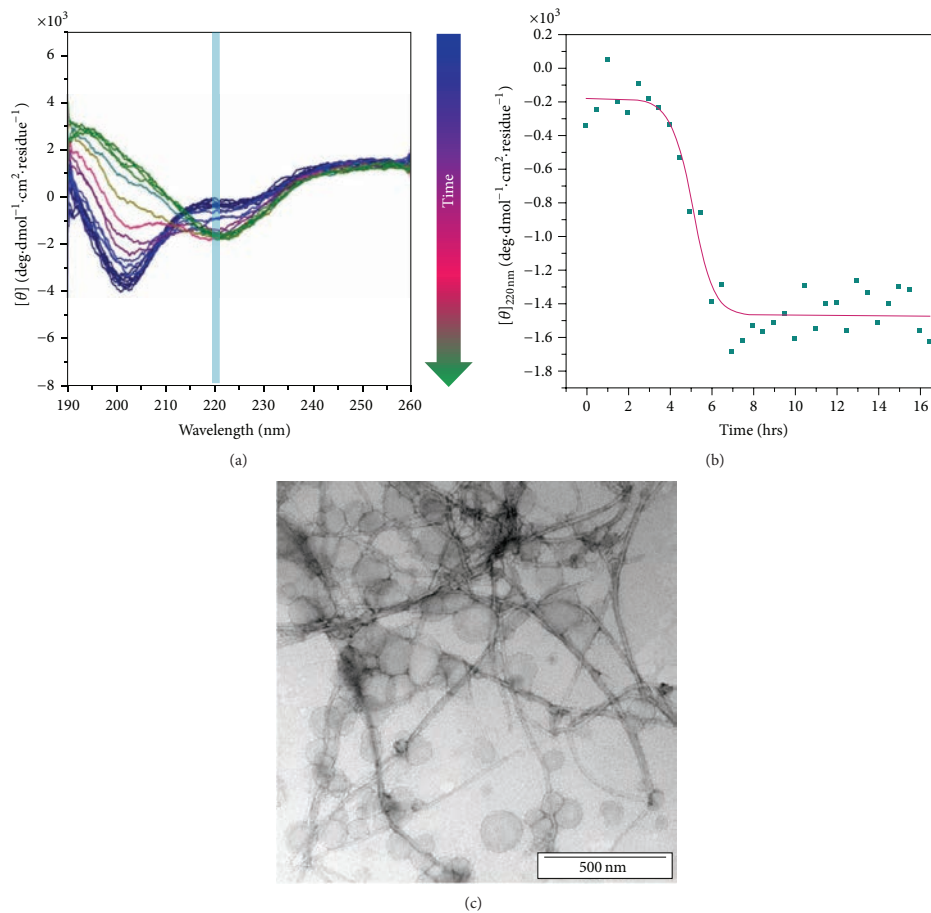 ×10³
6
4
2
0
−2
−4
−6
−8
[θ] (deg·dmol⁻¹·cm²·residue⁻¹)
190 200 210 220 230 240 250 260
Wavelength (nm)
Time
(a)
×10³
0.2
0.0
−0.2
−0.4
−0.6
−0.8
−1.0
−1.2
−1.4
−1.6
−1.8
[θ]₂₂₀ ₙₘ (deg·dmol⁻¹·cm²·residue⁻¹)
0 2 4 6 8 10 12 14 16
Time (hrs)
(b)
500 nm
(c)